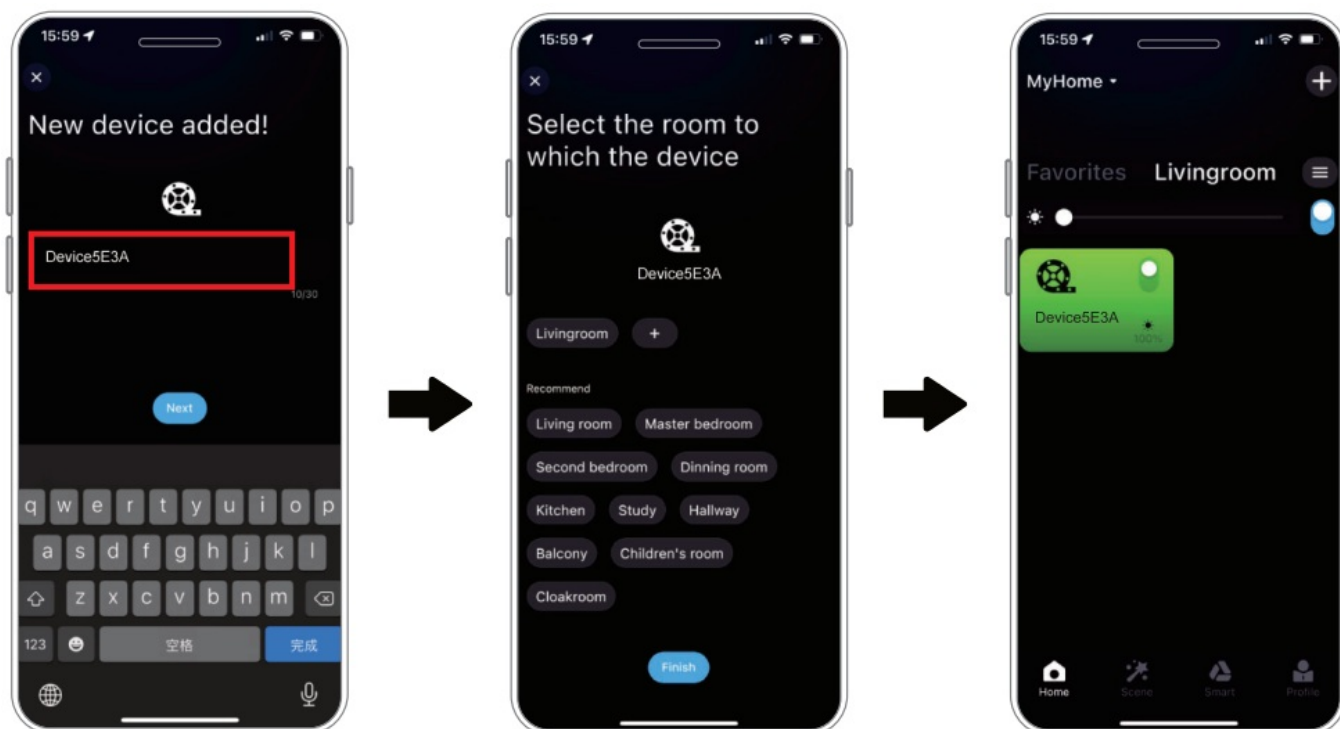 15:59
New device added!
Device5E3A
10/30
Next
q w e r t y u i o p
a s d f g h j k l
z x c v b n m
123 空格 完成
15:59
Select the room to
which the device
Device5E3A
Livingroom +
Recommend
Living room Master bedroom
Second bedroom Dinning room
Kitchen Study Hallway
Balcony Children's room
Cloakroom
Finish
15:59
MyHome
Favorites Livingroom
Device5E3A
100%
Home Scene Smart Profile